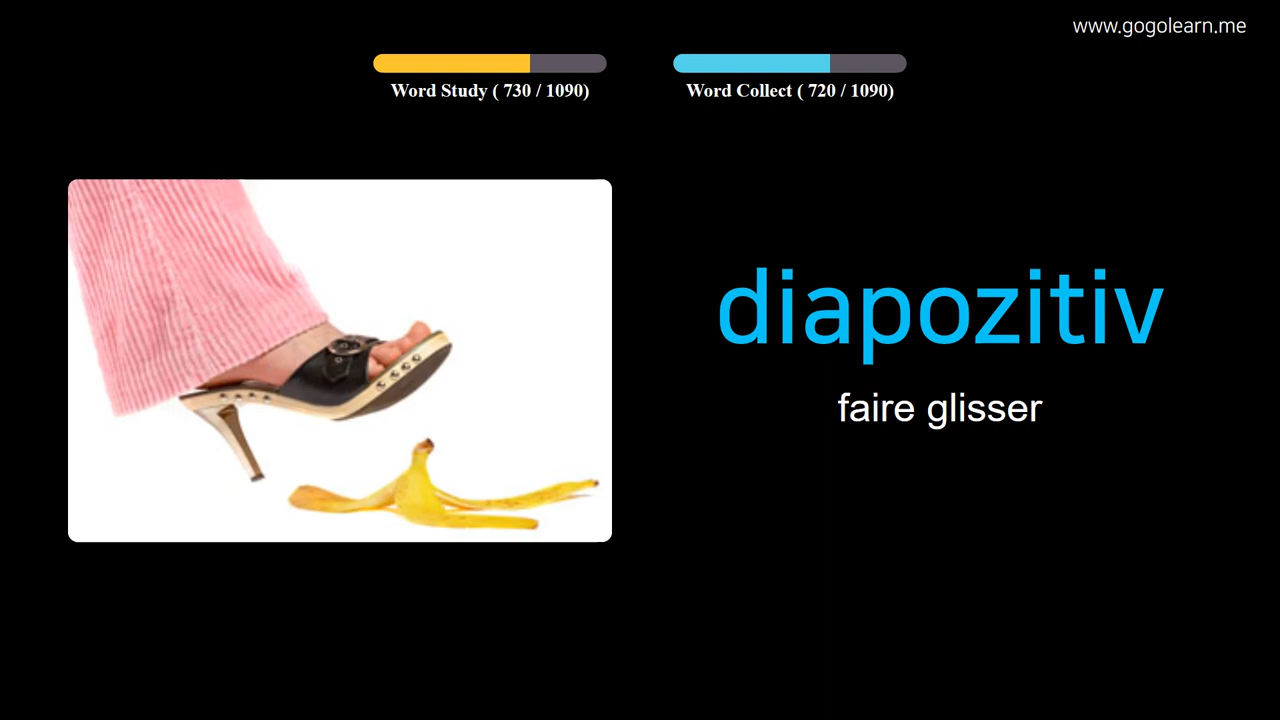 www.gogolearn.me
Word Study ( 730 / 1090)
Word Collect ( 720 / 1090)
diapozitiv
faire glisser